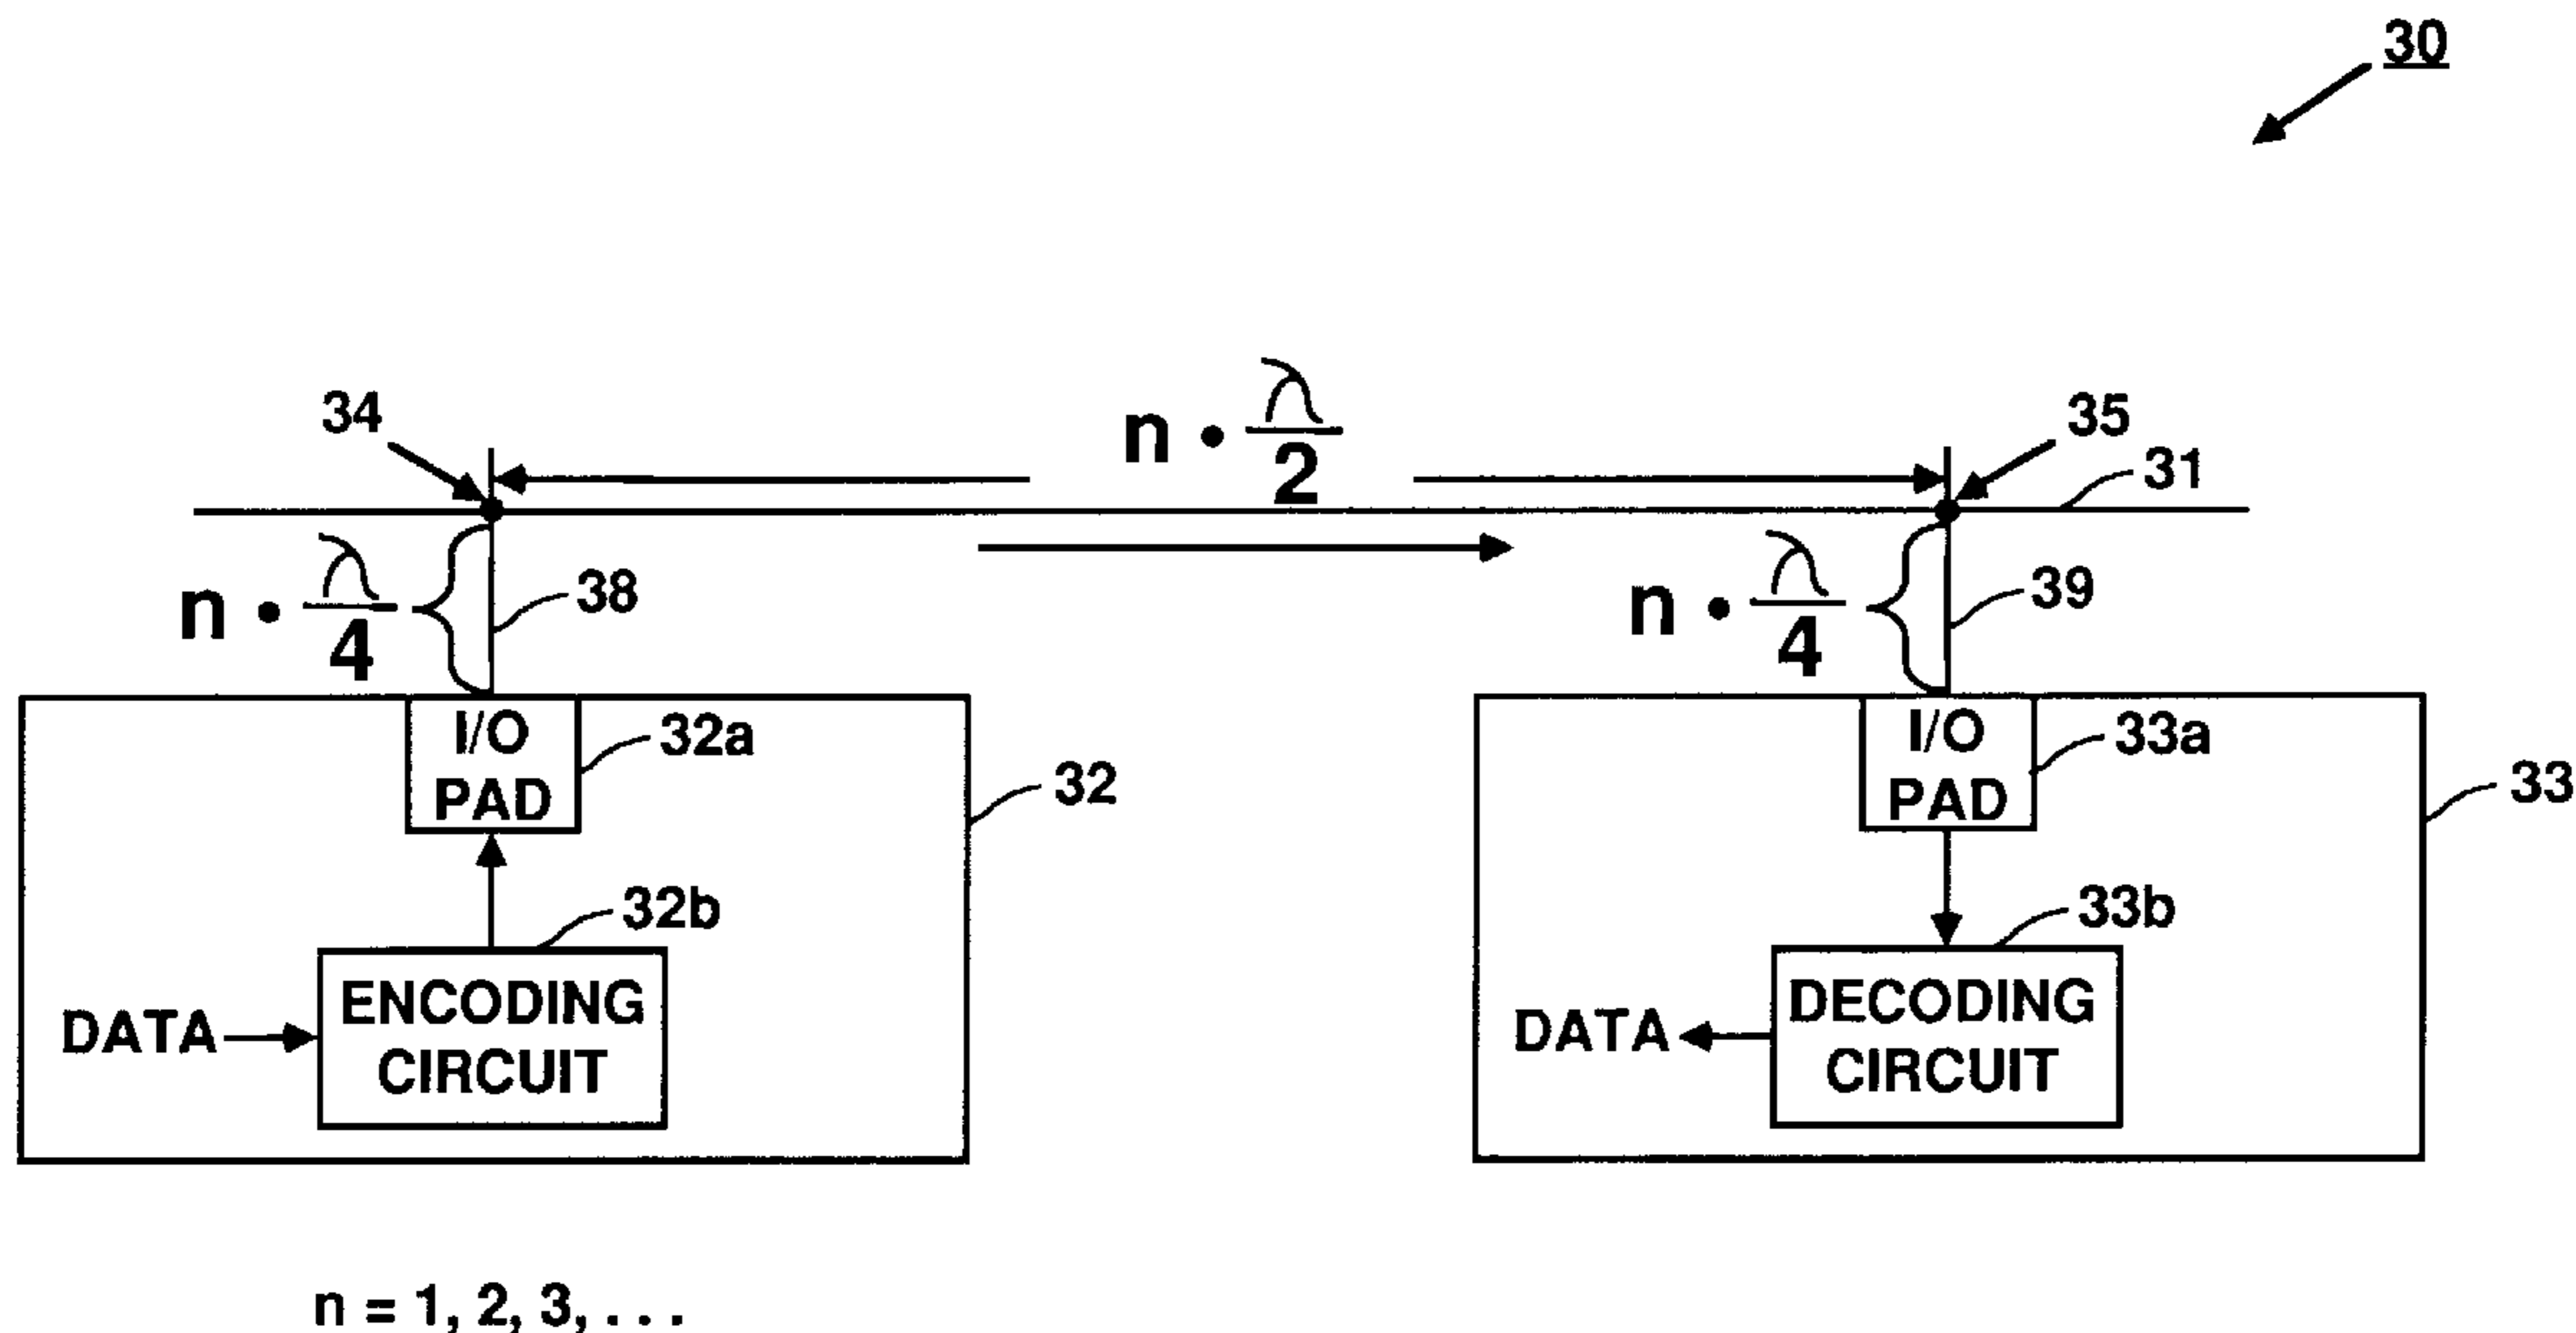 30
34
n • λ/2
35
31
n • λ/4
38
n • λ/4
39
I/O
PAD
32a
32
I/O
PAD
33a
33
32b
33b
DATA
ENCODING
CIRCUIT
DATA
DECODING
CIRCUIT
n = 1, 2, 3, . . .